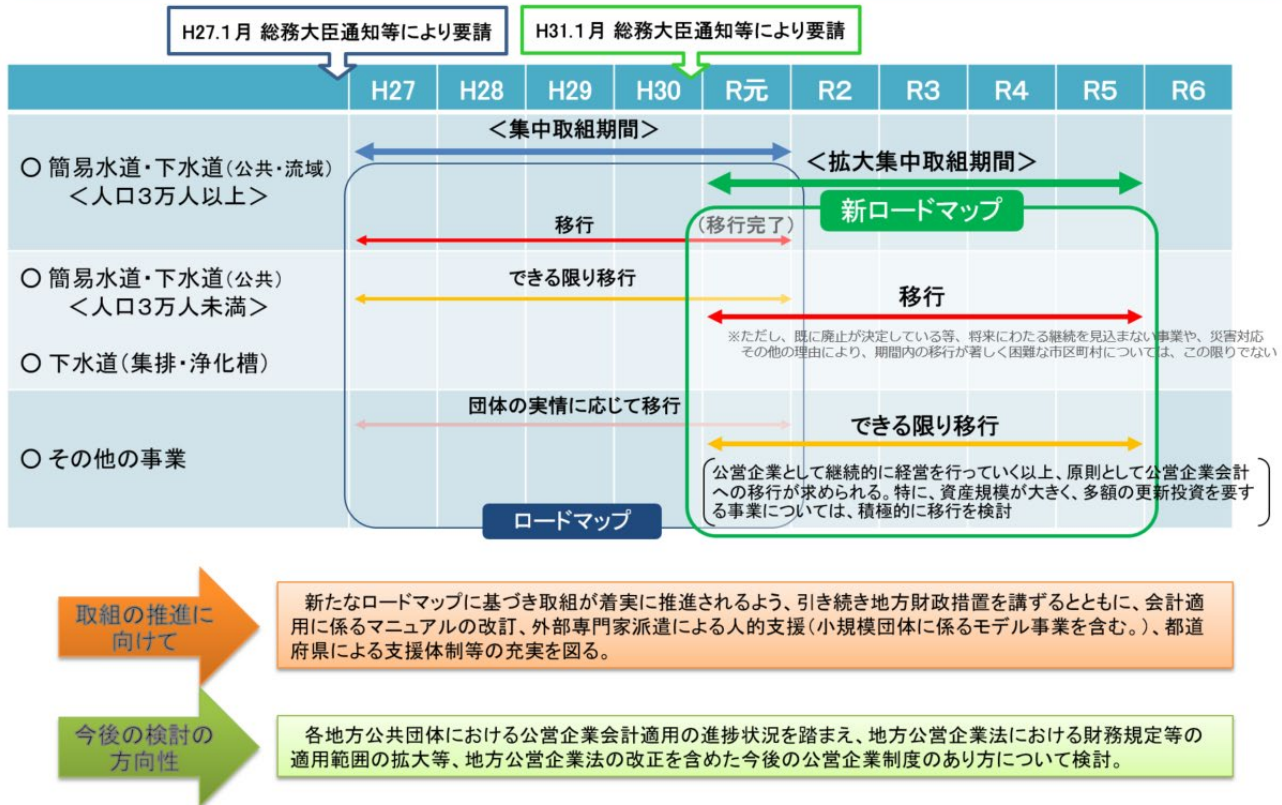 H27.1月 総務大臣通知等により要請
H31.1月 総務大臣通知等により要請
H27 H28 H29 H30 R元 R2 R3 R4 R5 R6
○ 簡易水道・下水道(公共・流域)
<人口3万人以上>
<集中取組期間>
<拡大集中取組期間>
新ロードマップ
移行
(移行完了)
○ 簡易水道・下水道(公共)
<人口3万人未満>
できる限り移行
移行
※ただし、既に廃止が決定している等、将来にわたる継続を見込まない事業や、災害対応
その他の理由により、期間内の移行が著しく困難な市区町村については、この限りでない
○ 下水道(集排・浄化槽)
○ その他の事業
団体の実情に応じて移行
できる限り移行
公営企業として継続的に経営を行っていく以上、原則として公営企業会計
への移行が求められる。特に、資産規模が大きく、多額の更新投資を要す
る事業については、積極的に移行を検討
ロードマップ
取組の推進に
向けて
新たなロードマップに基づき取組が着実に推進されるよう、引き続き地方財政措置を講ずるとともに、会計適
用に係るマニュアルの改訂、外部専門家派遣による人的支援(小規模団体に係るモデル事業を含む。)、都道
府県による支援体制等の充実を図る。
今後の検討の
方向性
各地方公共団体における公営企業会計適用の進捗状況を踏まえ、地方公営企業法における財務規定等の
適用範囲の拡大等、地方公営企業法の改正を含めた今後の公営企業制度のあり方について検討。